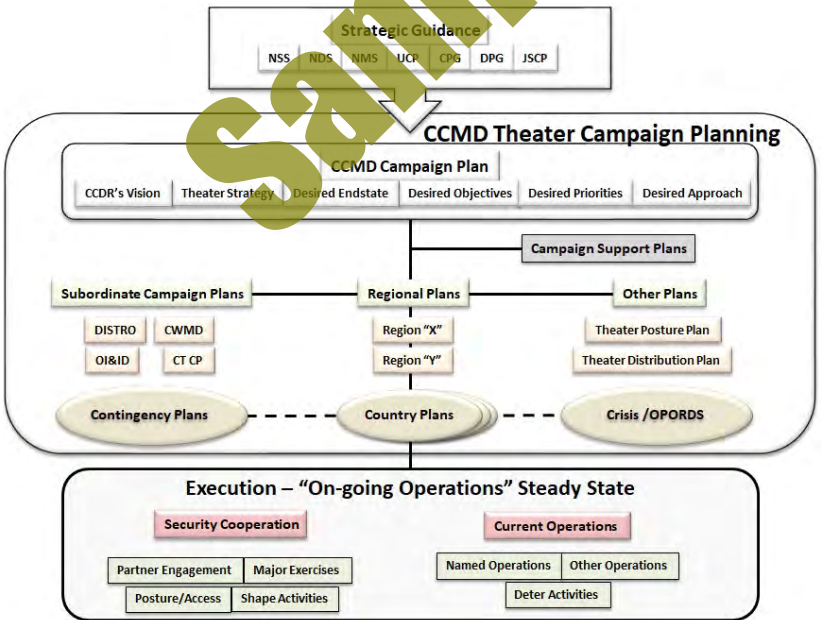 Strategic Guidance
NSS NDS NMS UCP CPG DPG JSCP
CCMD Theater Campaign Planning
CCMD Campaign Plan
CCDR's Vision Theater Strategy Desired Endstate Desired Objectives Desired Priorities Desired Approach
Campaign Support Plans
Subordinate Campaign Plans Regional Plans Other Plans
DISTRO CWMD Region "X" Theater Posture Plan
OI&ID CT CP Region "Y" Theater Distribution Plan
Contingency Plans Country Plans Crisis /OPORDS
Execution – "On-going Operations" Steady State
Security Cooperation Current Operations
Partner Engagement Major Exercises Named Operations Other Operations
Posture/Access Shape Activities Deter Activities